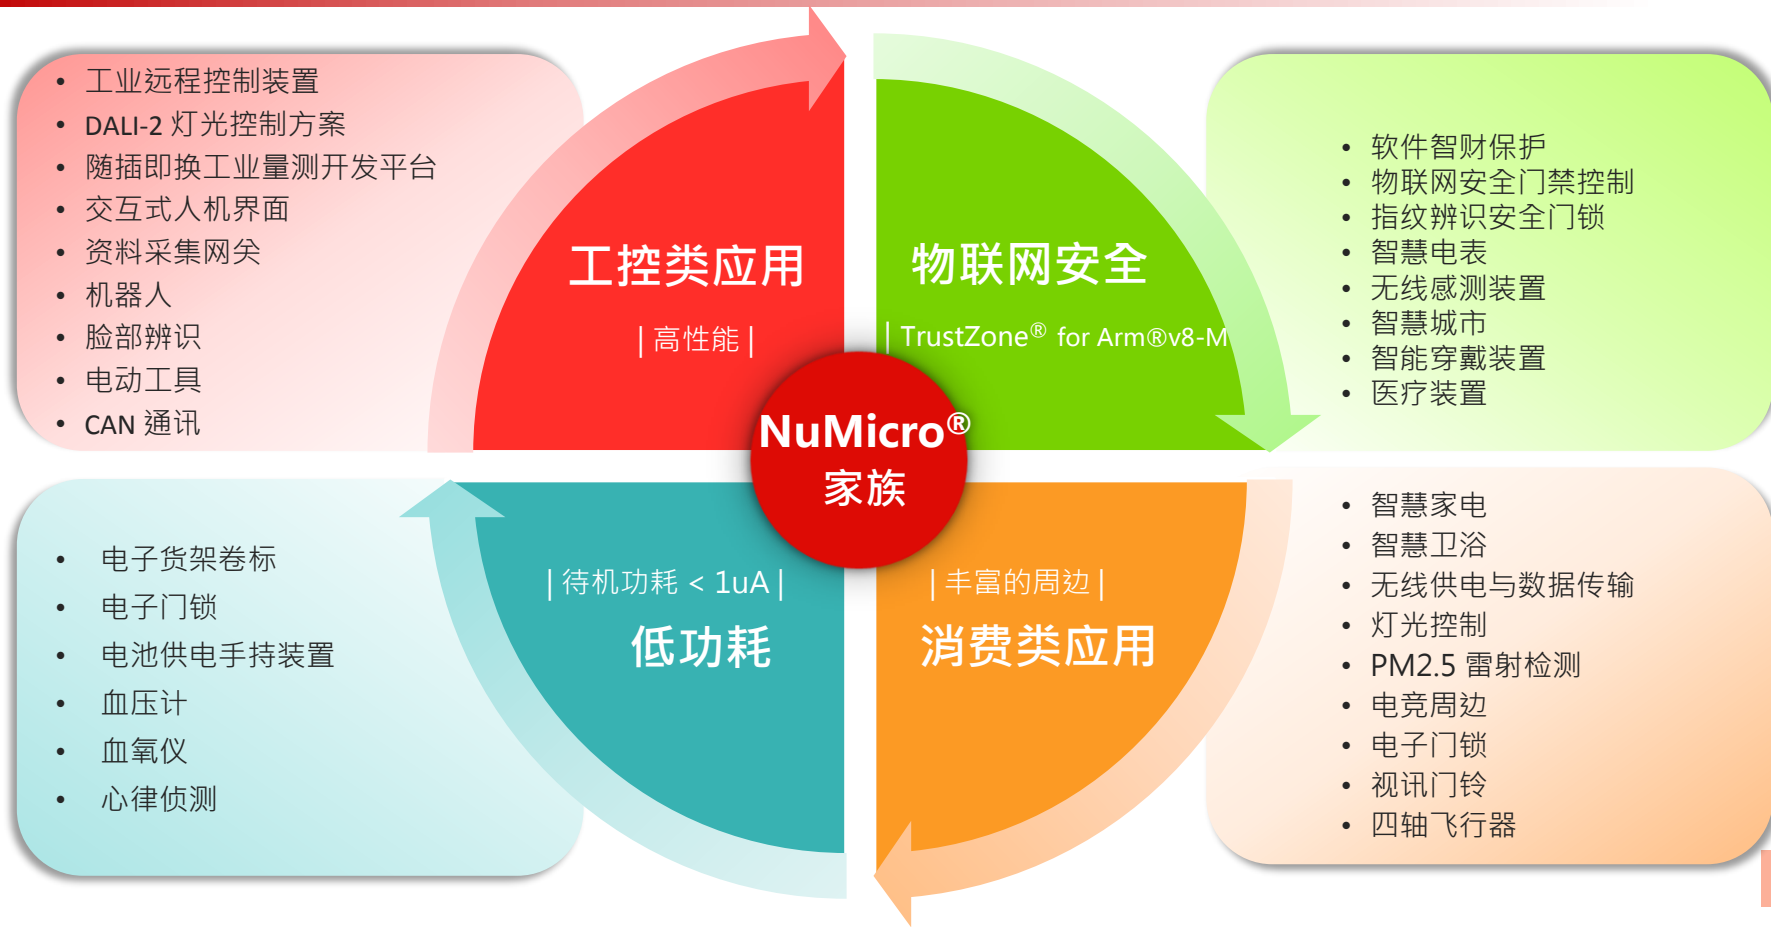 • 工业远程控制装置
• DALI-2 灯光控制方案
• 随插即换工业量测开发平台
• 交互式人机界面
• 资料采集网关
• 机器人
• 脸部辨识
• 电动工具
• CAN 通讯
工控类应用
| 高性能 |
物联网安全
| TrustZone® for Arm®v8-M
• 软件智财保护
• 物联网安全门禁控制
• 指纹辨识安全门锁
• 智慧电表
• 无线感测装置
• 智慧城市
• 智能穿戴装置
• 医疗装置
NuMicro®
家族
• 电子货架卷标
• 电子门锁
• 电池供电手持装置
• 血压计
• 血氧仪
• 心律侦测
| 待机功耗 < 1uA |
低功耗
| 丰富的周边 |
消费类应用
• 智慧家电
• 智慧卫浴
• 无线供电与数据传输
• 灯光控制
• PM2.5 雷射检测
• 电竞周边
• 电子门锁
• 视讯门铃
• 四轴飞行器